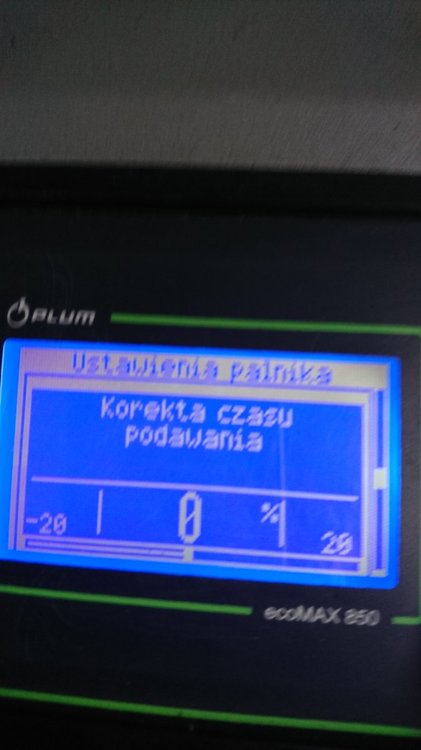 PLUM
Ustawienia palnika
Korekta czasu
podawania
-20 0 % 20
ecoMAX 850